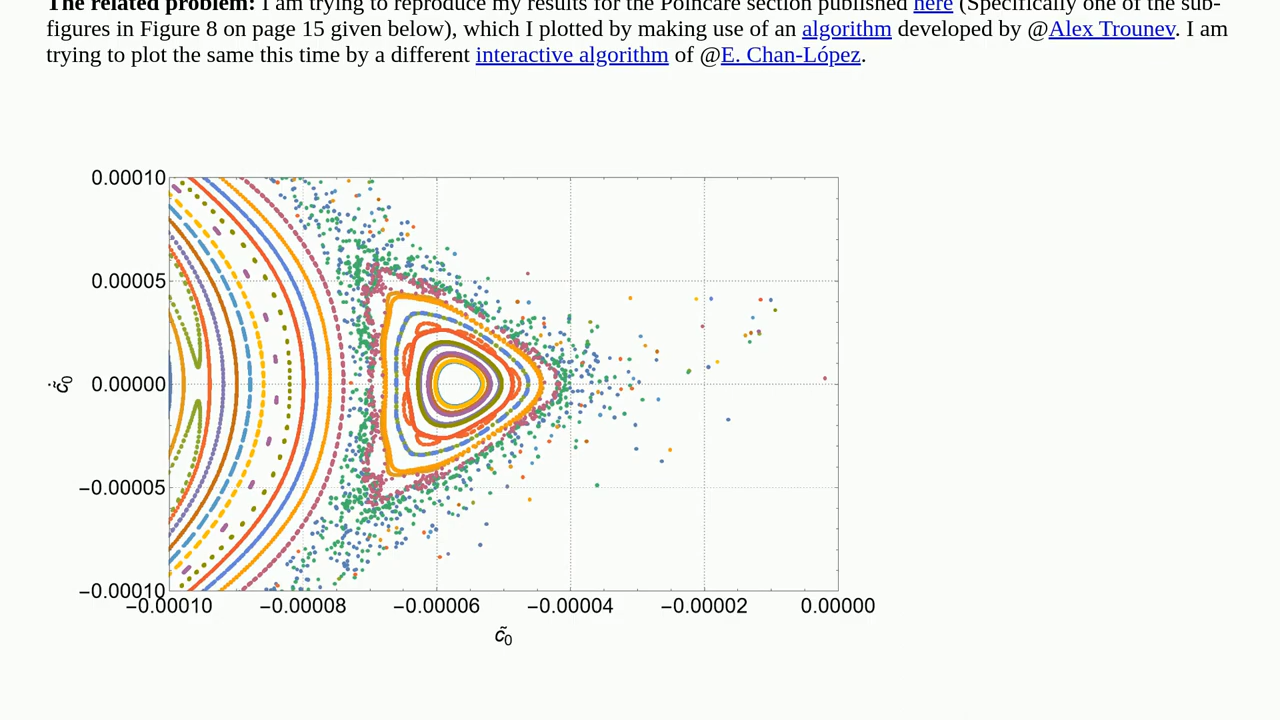 The related problem: I am trying to reproduce my results for the Poincare section published here (Specifically one of the sub-
figures in Figure 8 on page 15 given below), which I plotted by making use of an algorithm developed by @Alex Trounev. I am
trying to plot the same this time by a different interactive algorithm of @E. Chan-López.
0.00010
0.00005
0.00000
−0.00005
−0.00010
−0.00010 −0.00008 −0.00006 −0.00004 −0.00002 0.00000
c̃₀